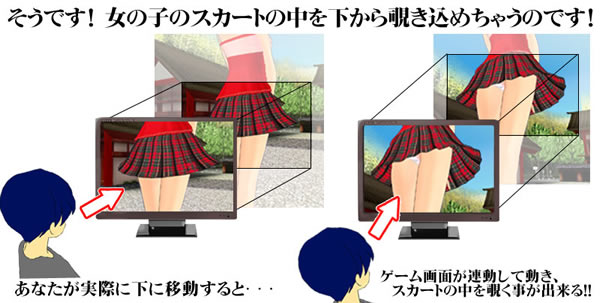 そうです！ 女の子のスカートの中を下から覗き込めちゃうのです！
あなたが実際に下に移動すると・・・
ゲーム画面が連動して動き、
スカートの中を覗く事が出来る!!